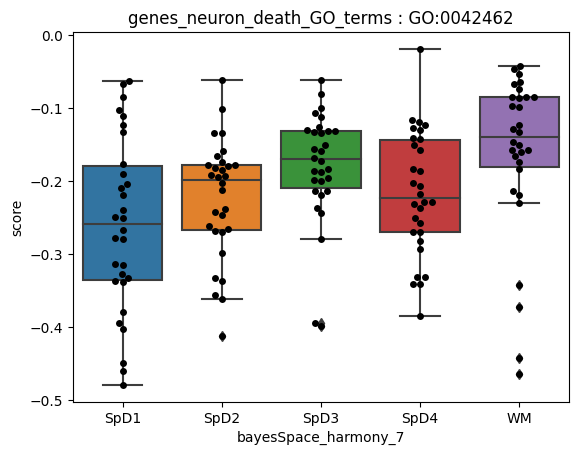 genes_neuron_death_GO_terms : GO:0042462
0.0
−0.1
−0.2
−0.3
−0.4
−0.5
score
SpD1 SpD2 SpD3 SpD4 WM
bayesSpace_harmony_7